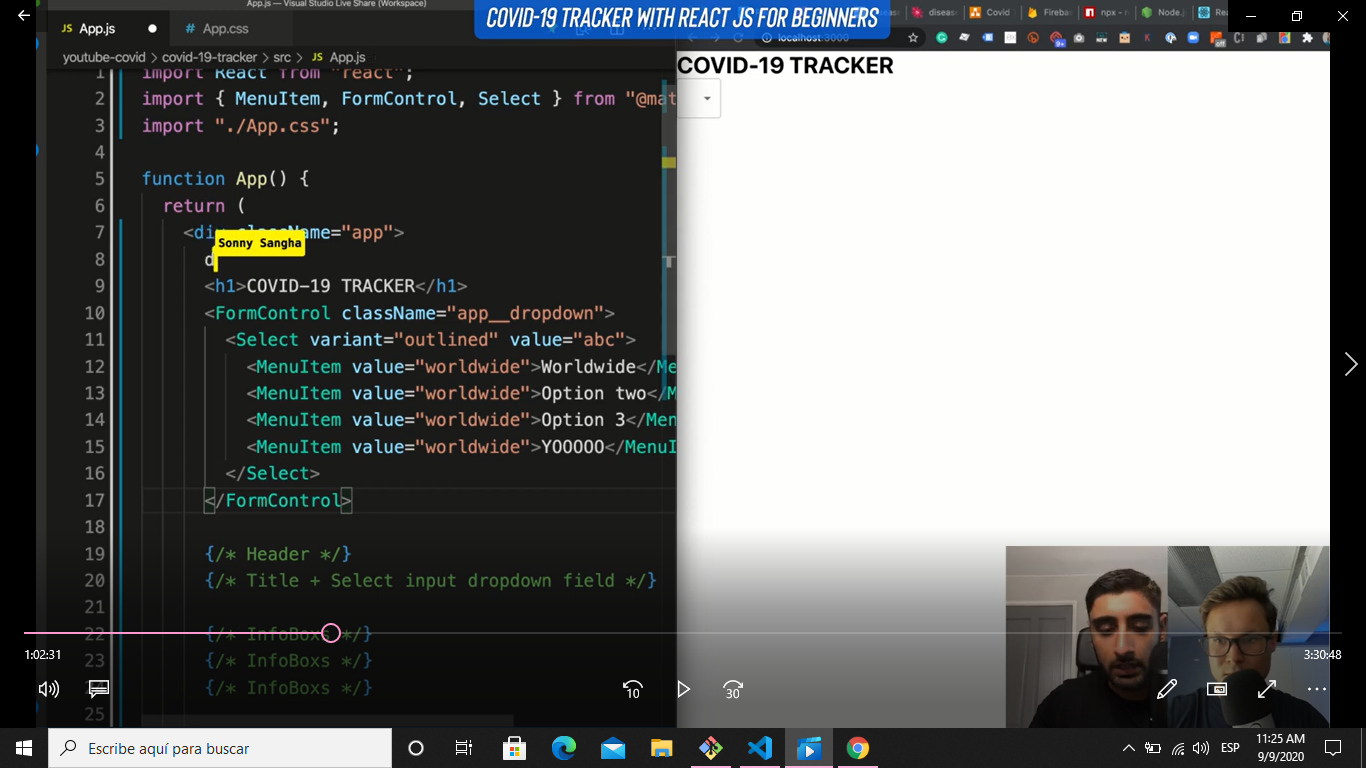 App.js — Visual Studio Live Share (Workspace)
COVID-19 TRACKER WITH REACT JS FOR BEGINNERS
JS App.js
# App.css
diseas
Covid
Fireba
npx – n
Node.j
Rea
localhost:3000
youtube-covid > covid-19-tracker > src > JS App.js
COVID-19 TRACKER
1 import React from "react";
2 import { MenuItem, FormControl, Select } from "@mat
3 import "./App.css";
4
5 function App() {
6 return (
7 <div className="app">
Sonny Sangha
8 d
9 <h1>COVID-19 TRACKER</h1>
10 <FormControl className="app__dropdown">
11 <Select variant="outlined" value="abc">
12 <MenuItem value="worldwide">Worldwide</Me
13 <MenuItem value="worldwide">Option two</M
14 <MenuItem value="worldwide">Option 3</Men
15 <MenuItem value="worldwide">YOOOOO</MenuI
16 </Select>
17 </FormControl>
18
19 {/* Header */}
20 {/* Title + Select input dropdown field */}
21
22 {/* InfoBoxs */}
23 {/* InfoBoxs */}
24 {/* InfoBoxs */}
25
1:02:31
3:30:48
10
30
Escribe aquí para buscar
ESP
11:25 AM
9/9/2020